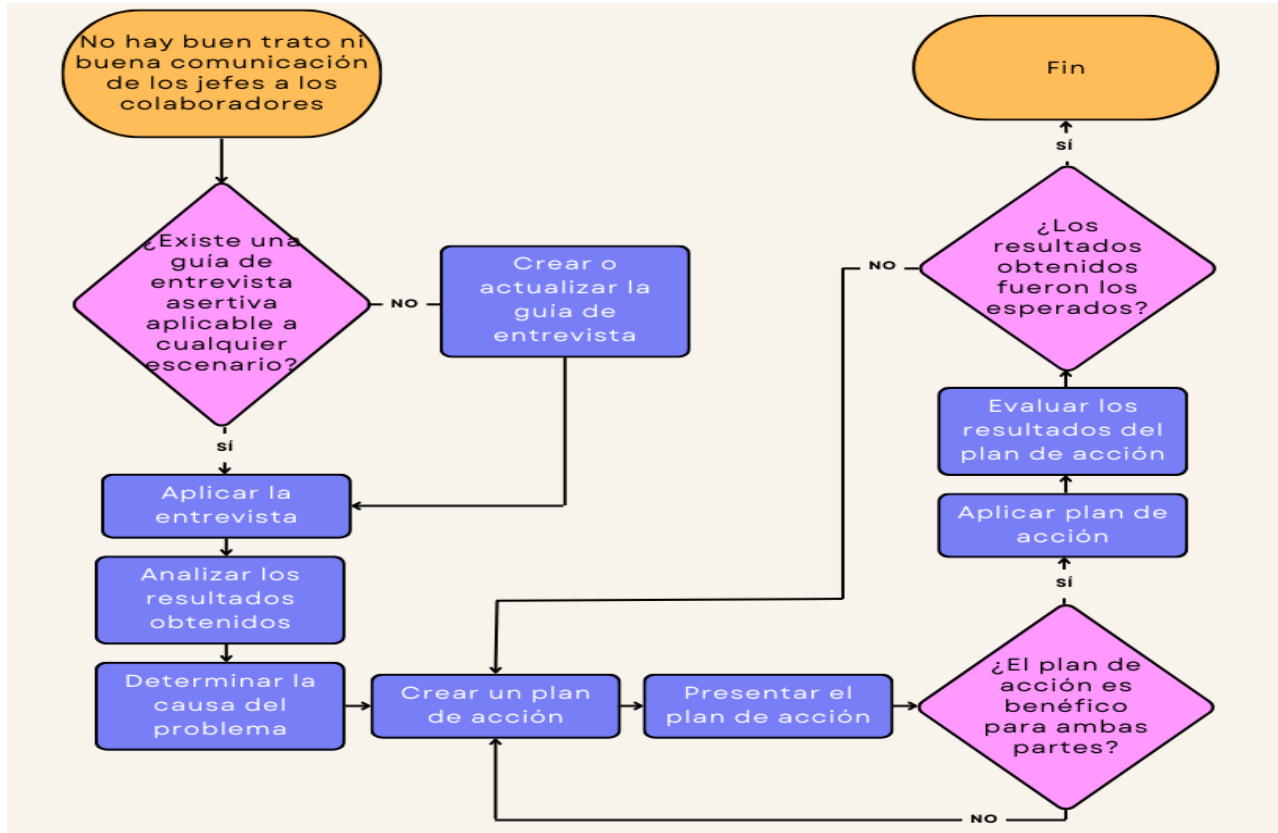 No hay buen trato ni
buena comunicación
de los jefes a los
colaboradores
¿Existe una
guía de
entrevista
asertiva
aplicable a
cualquier
escenario?
NO
Crear o
actualizar la
guía de
entrevista
sí
Aplicar la
entrevista
Analizar los
resultados
obtenidos
Determinar la
causa del
problema
Crear un plan
de acción
Presentar el
plan de acción
¿El plan de
acción es
benéfico
para ambas
partes?
NO
sí
Aplicar plan de
acción
Evaluar los
resultados del
plan de acción
¿Los
resultados
obtenidos
fueron los
esperados?
NO
sí
Fin